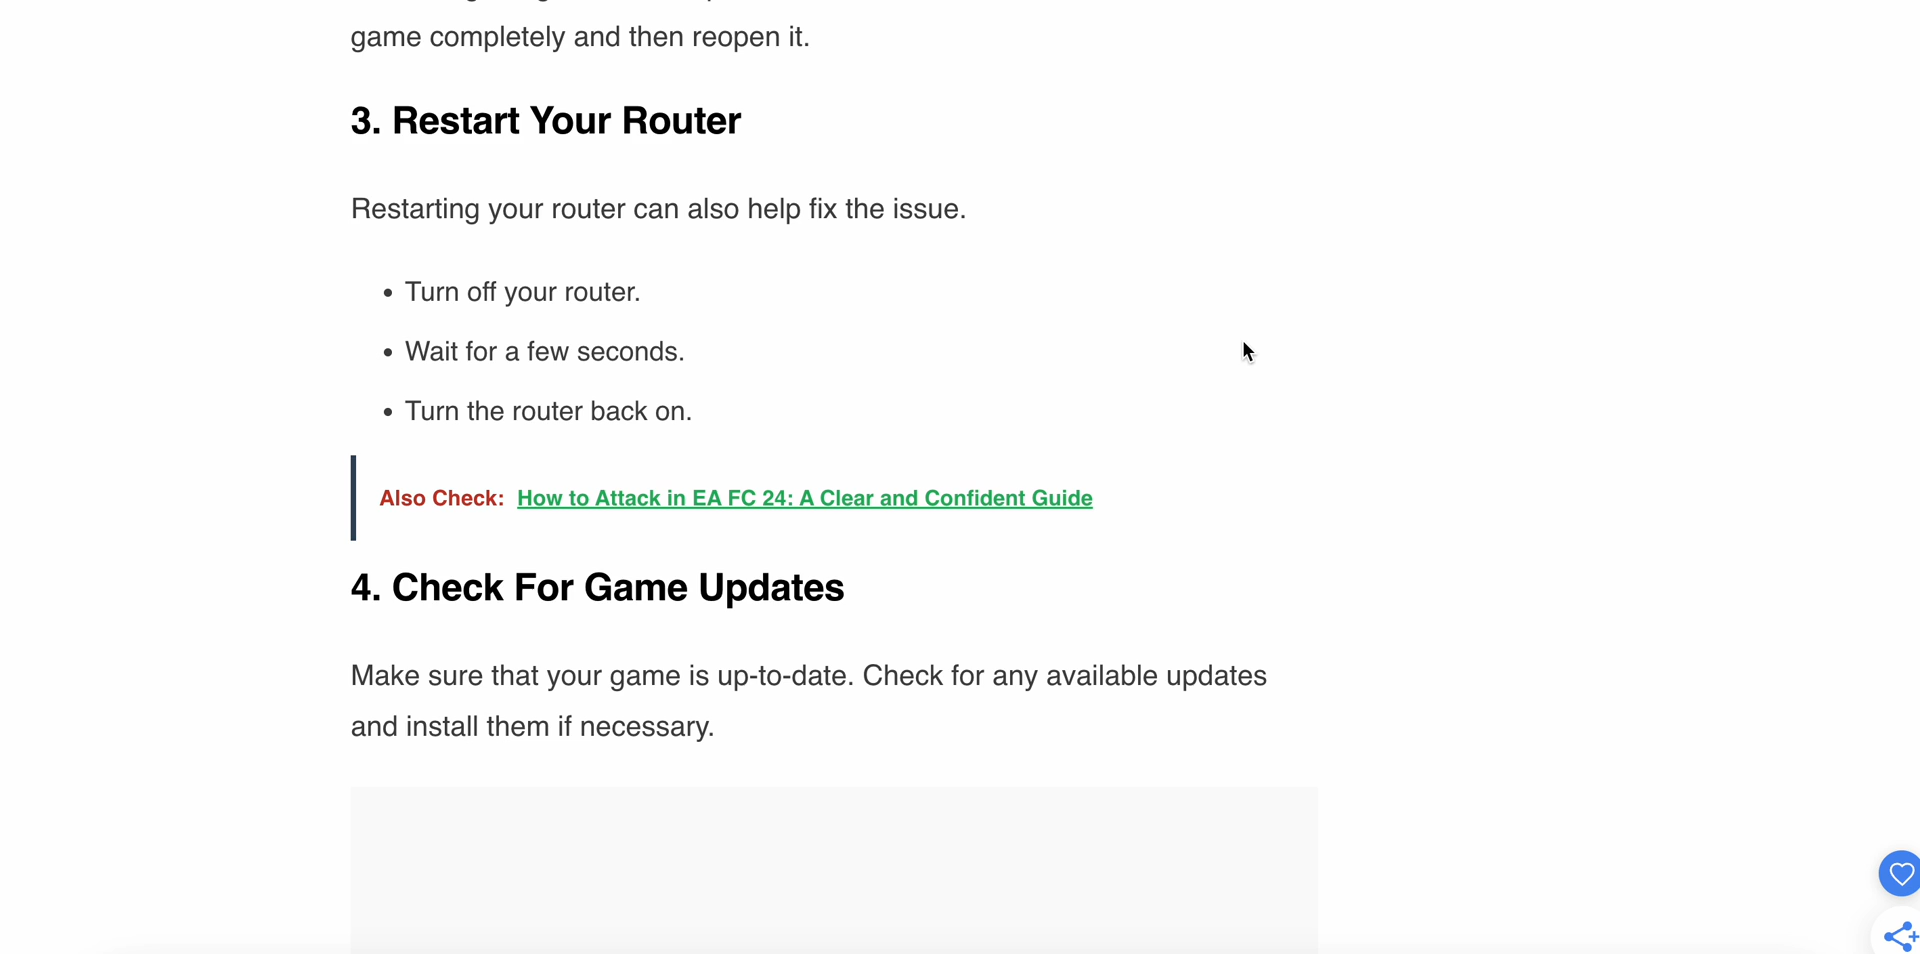 game completely and then reopen it.
3. Restart Your Router
Restarting your router can also help fix the issue.
• Turn off your router.
• Wait for a few seconds.
• Turn the router back on.
Also Check: How to Attack in EA FC 24: A Clear and Confident Guide
4. Check For Game Updates
Make sure that your game is up-to-date. Check for any available updates
and install them if necessary.